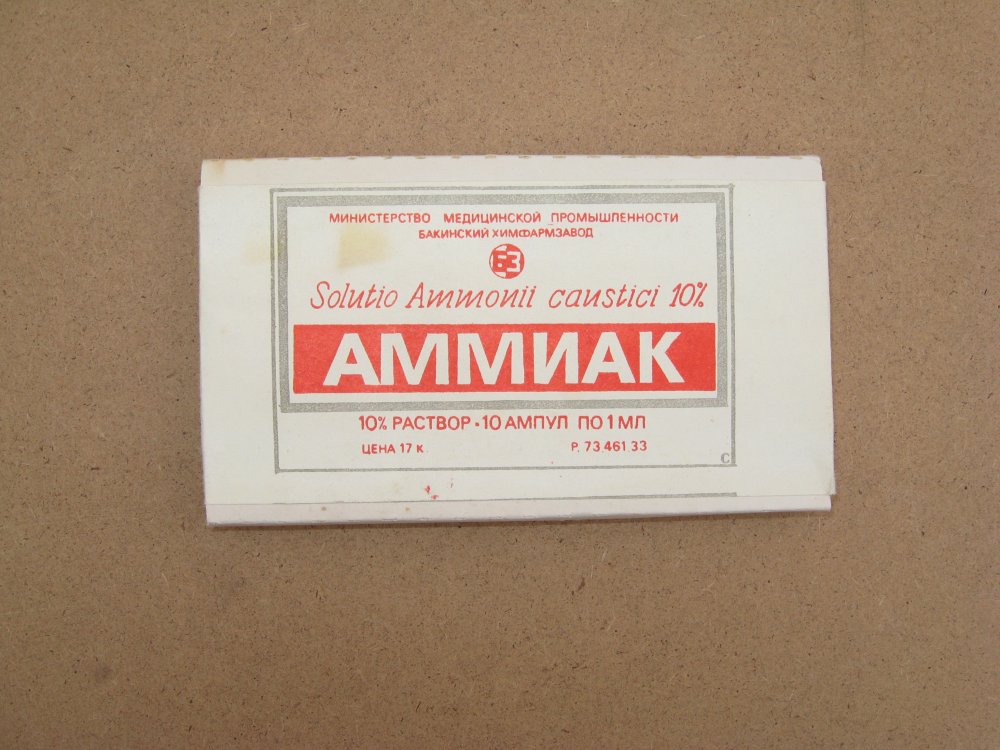 МИНИСТЕРСТВО МЕДИЦИНСКОЙ ПРОМЫШЛЕННОСТИ
БАКИНСКИЙ ХИМФАРМЗАВОД
БЗ
Solutio Ammonii caustici 10%
АММИАК
10% РАСТВОР • 10 АМПУЛ ПО 1 МЛ
ЦЕНА 17 К. Р. 73 461 33
С